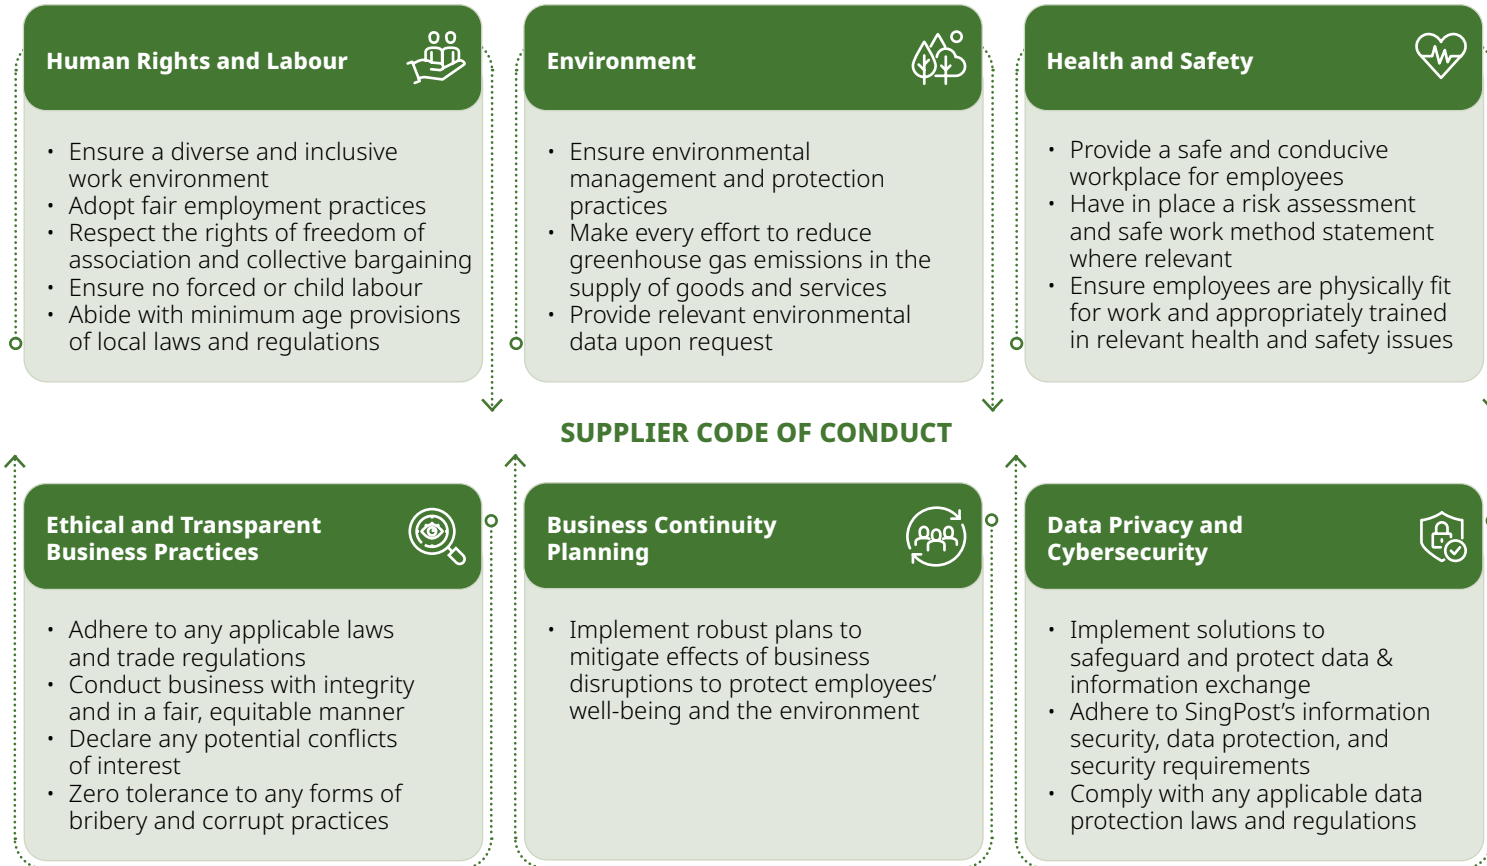 Human Rights and Labour
• Ensure a diverse and inclusive
work environment
• Adopt fair employment practices
• Respect the rights of freedom of
association and collective bargaining
• Ensure no forced or child labour
• Abide with minimum age provisions
of local laws and regulations
Environment
• Ensure environmental
management and protection
practices
• Make every effort to reduce
greenhouse gas emissions in the
supply of goods and services
• Provide relevant environmental
data upon request
Health and Safety
• Provide a safe and conducive
workplace for employees
• Have in place a risk assessment
and safe work method statement
where relevant
• Ensure employees are physically fit
for work and appropriately trained
in relevant health and safety issues
SUPPLIER CODE OF CONDUCT
Ethical and Transparent
Business Practices
• Adhere to any applicable laws
and trade regulations
• Conduct business with integrity
and in a fair, equitable manner
• Declare any potential conflicts
of interest
• Zero tolerance to any forms of
bribery and corrupt practices
Business Continuity
Planning
• Implement robust plans to
mitigate effects of business
disruptions to protect employees’
well-being and the environment
Data Privacy and
Cybersecurity
• Implement solutions to
safeguard and protect data &
information exchange
• Adhere to SingPost’s information
security, data protection, and
security requirements
• Comply with any applicable data
protection laws and regulations